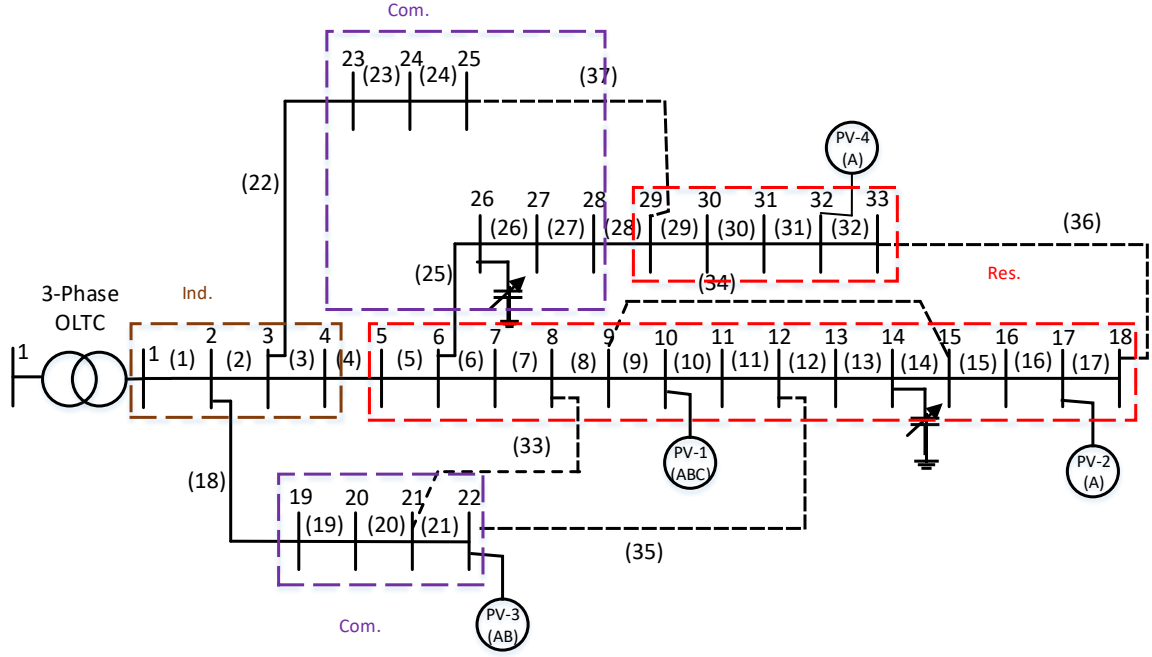 Com.
23 24 25
(23) (24) (37)
PV-4
(A)
(22)
26 27 28 29 30 31 32 33
(26) (27) (28) (29) (30) (31) (32) (36)
(25)
(34)
Res.
3-Phase
OLTC
Ind.
1
1 2 3 4 5 6 7 8 9 10 11 12 13 14 15 16 17 18
(1) (2) (3) (4) (5) (6) (7) (8) (9) (10) (11) (12) (13) (14) (15) (16) (17)
(33)
PV-1
(ABC)
PV-2
(A)
(18)
19 20 21 22
(19) (20) (21)
(35)
PV-3
(AB)
Com.